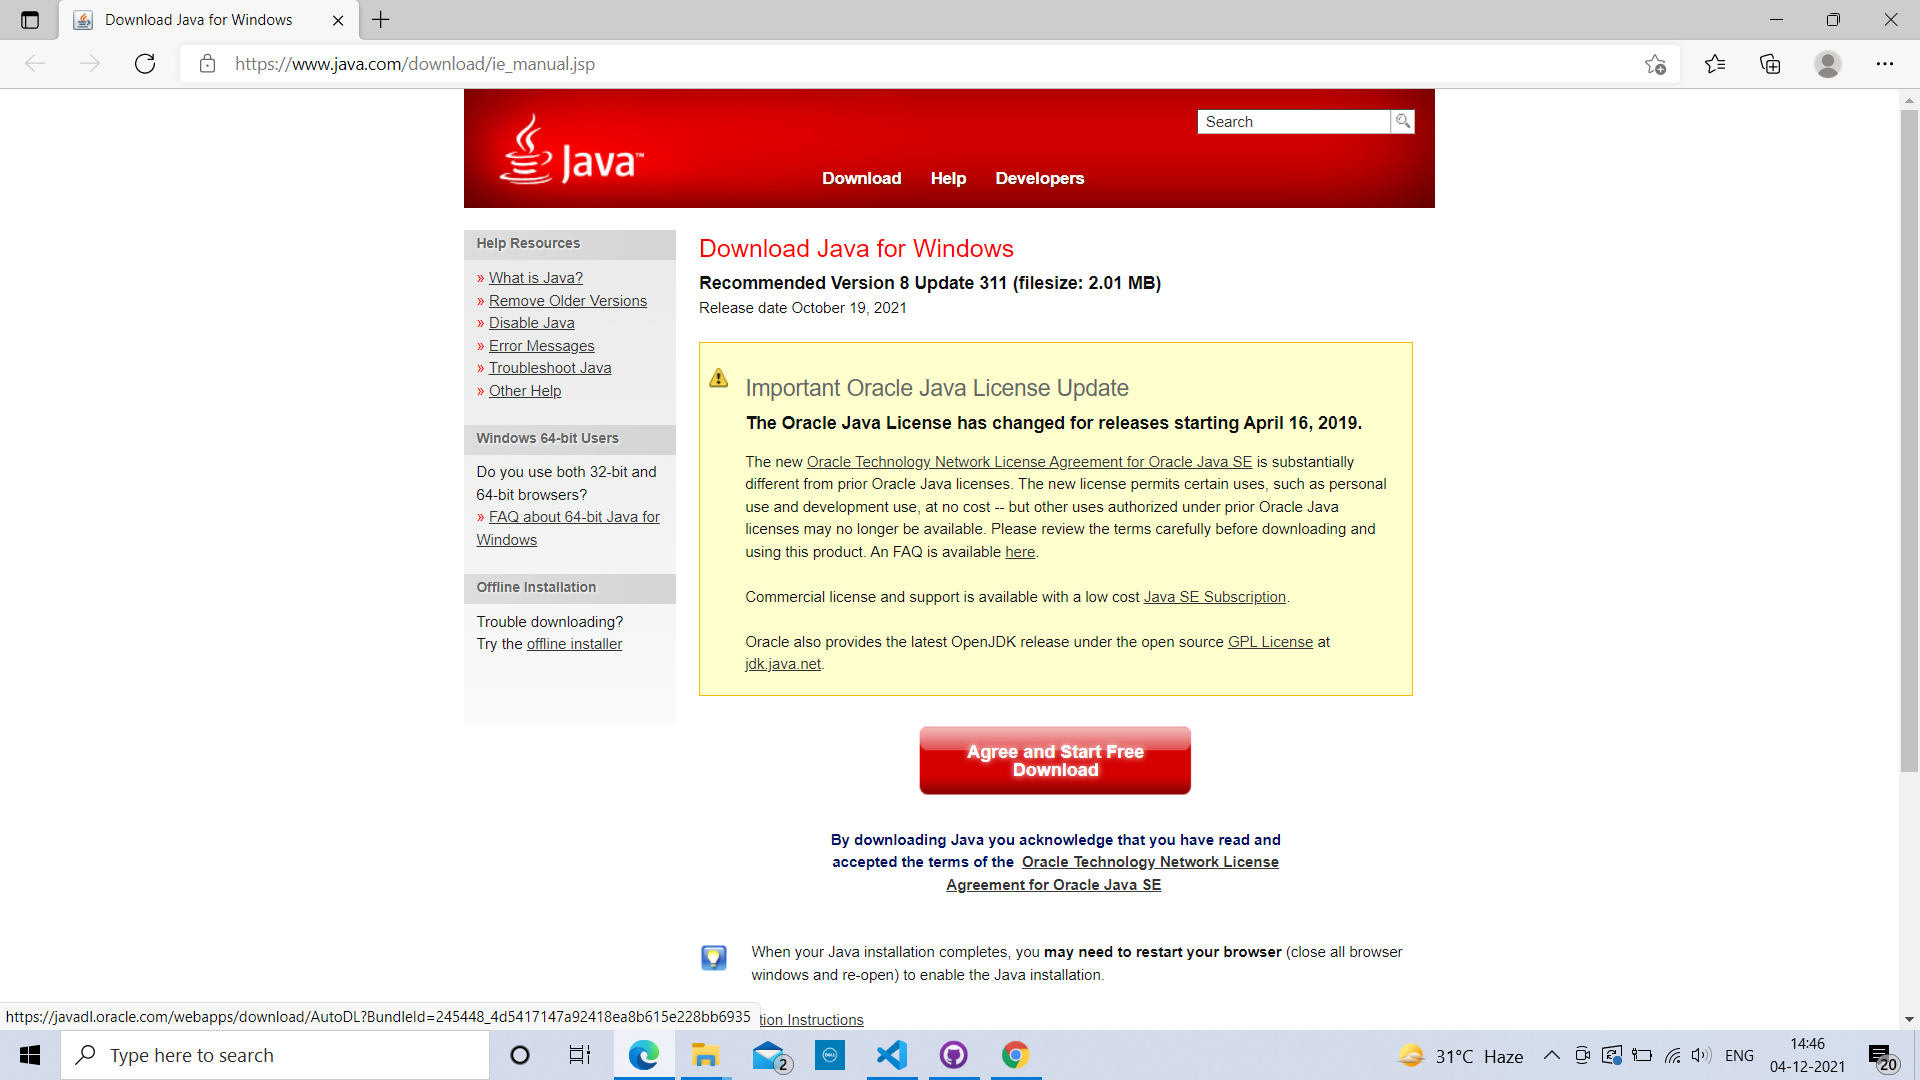 Download Java for Windows
https://www.java.com/download/ie_manual.jsp
Java™
Search
Download Help Developers
Help Resources
» What is Java?
» Remove Older Versions
» Disable Java
» Error Messages
» Troubleshoot Java
» Other Help
Windows 64-bit Users
Do you use both 32-bit and
64-bit browsers?
» FAQ about 64-bit Java for
Windows
Offline Installation
Trouble downloading?
Try the offline installer
Download Java for Windows
Recommended Version 8 Update 311 (filesize: 2.01 MB)
Release date October 19, 2021
Important Oracle Java License Update
The Oracle Java License has changed for releases starting April 16, 2019.
The new Oracle Technology Network License Agreement for Oracle Java SE is substantially
different from prior Oracle Java licenses. The new license permits certain uses, such as personal
use and development use, at no cost -- but other uses authorized under prior Oracle Java
licenses may no longer be available. Please review the terms carefully before downloading and
using this product. An FAQ is available here.
Commercial license and support is available with a low cost Java SE Subscription.
Oracle also provides the latest OpenJDK release under the open source GPL License at
jdk.java.net.
Agree and Start Free
Download
By downloading Java you acknowledge that you have read and
accepted the terms of the Oracle Technology Network License
Agreement for Oracle Java SE
When your Java installation completes, you may need to restart your browser (close all browser
windows and re-open) to enable the Java installation.
tion Instructions
https://javadl.oracle.com/webapps/download/AutoDL?BundleId=245448_4d5417147a92418ea8b615e228bb6935
Type here to search
2
DELL
31°C Haze
ENG
14:46
04-12-2021
20